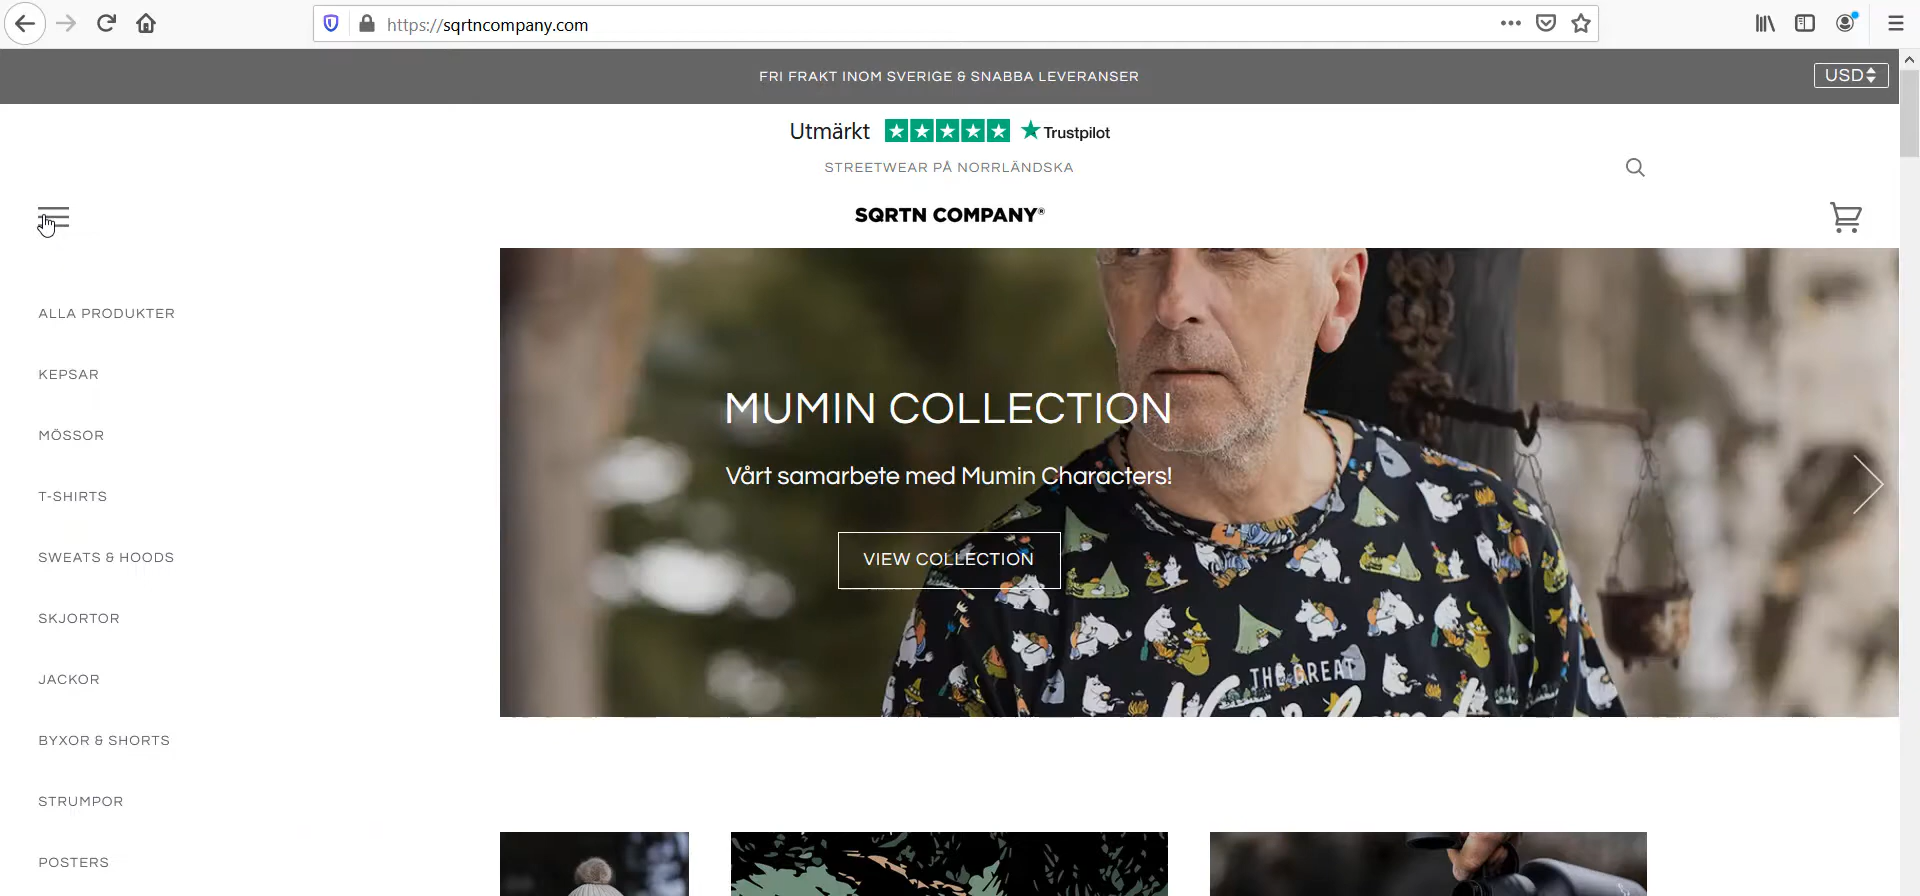 https://sqrtncompany.com
FRI FRAKT INOM SVERIGE & SNABBA LEVERANSER
USD
Utmärkt
Trustpilot
STREETWEAR PÅ NORRLÄNDSKA
SQRTN COMPANY®
ALLA PRODUKTER
KEPSAR
MÖSSOR
T-SHIRTS
SWEATS & HOODS
SKJORTOR
JACKOR
BYXOR & SHORTS
STRUMPOR
POSTERS
MUMIN COLLECTION
Vårt samarbete med Mumin Characters!
VIEW COLLECTION
THE GREAT